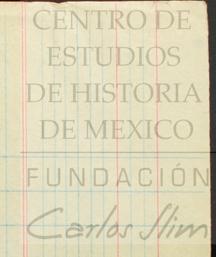 CENTRO DE
ESTUDIOS
DE HISTORIA
DE MEXICO
FUNDACIÓN
Carlos Slim